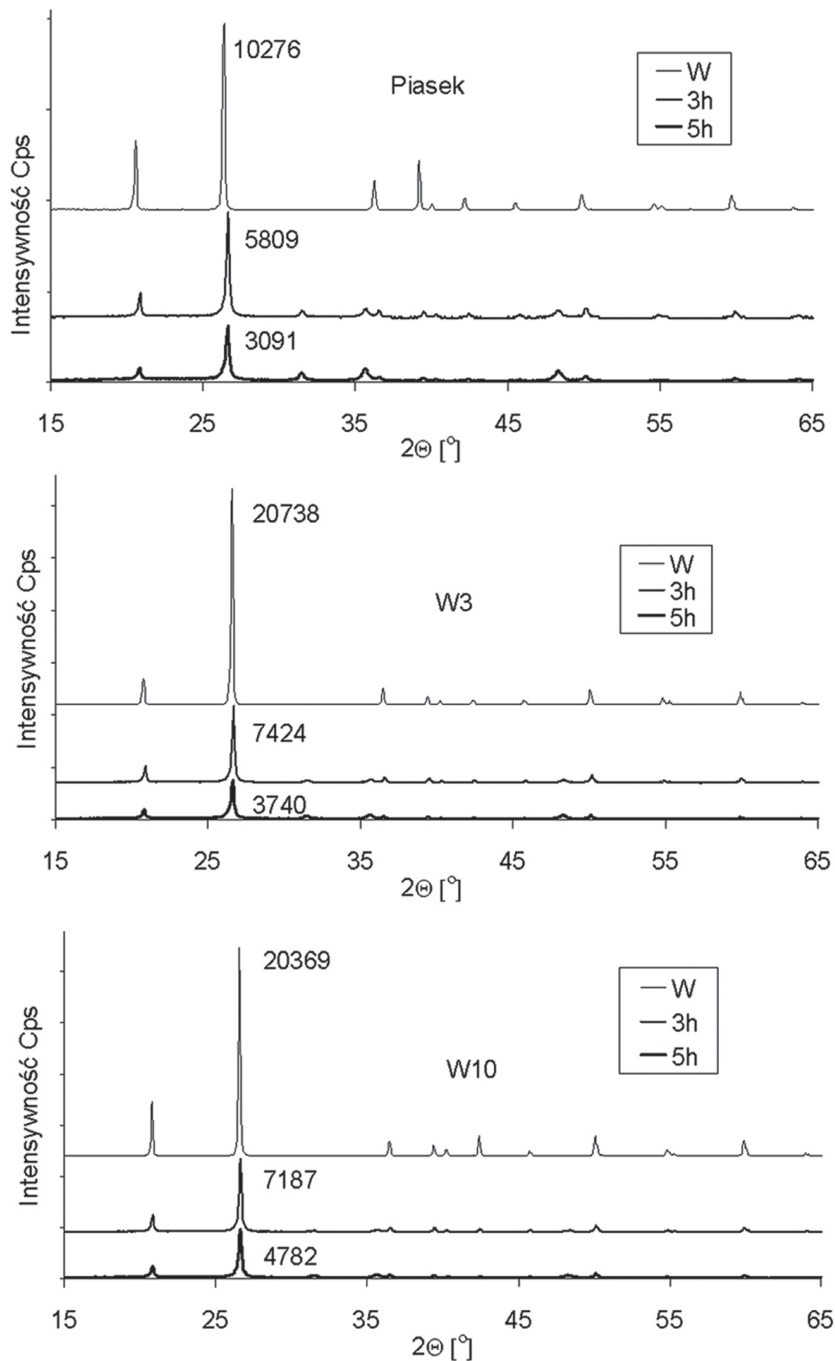 10276
Piasek
W
3h
5h
5809
3091
Intensywność Cps
15 25 35 45 55 65
2Θ [°]
20738
W3
W
3h
5h
7424
3740
Intensywność Cps
15 25 35 45 55 65
2Θ [°]
20369
W10
W
3h
5h
7187
4782
Intensywność Cps
15 25 35 45 55 65
2Θ [°]